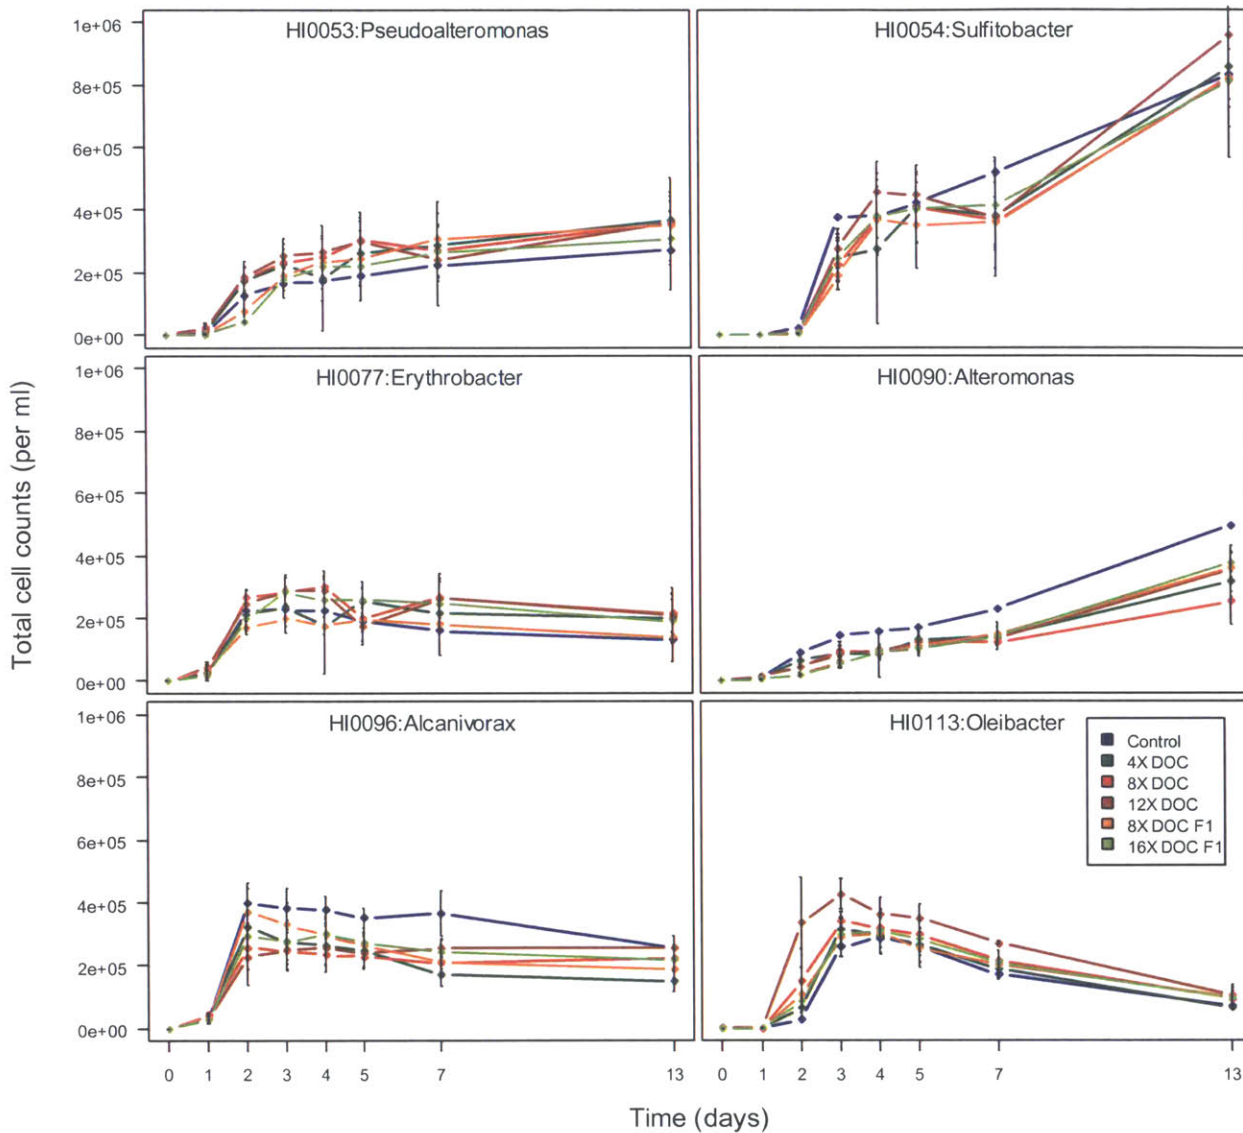 HI0053:Pseudoalteromonas
HI0054:Sulfitobacter
1e+06
8e+05
6e+05
4e+05
2e+05
0e+00
HI0077:Erythrobacter
HI0090:Alteromonas
1e+06
8e+05
6e+05
4e+05
2e+05
0e+00
Total cell counts (per ml)
HI0096:Alcanivorax
HI0113:Oleibacter
1e+06
8e+05
6e+05
4e+05
2e+05
0e+00
Control
4X DOC
8X DOC
12X DOC
8X DOC F1
16X DOC F1
0 1 2 3 4 5 7 13
0 1 2 3 4 5 7 13
Time (days)